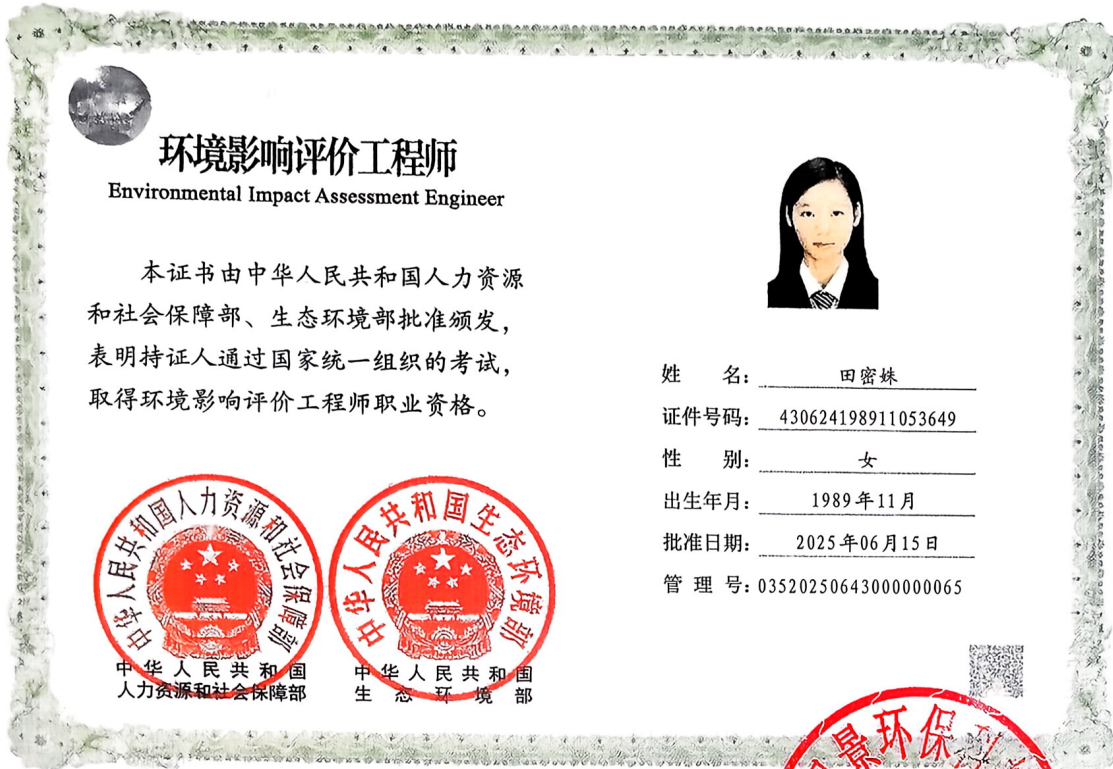 环境影响评价工程师
Environmental Impact Assessment Engineer
本证书由中华人民共和国人力资源
和社会保障部、生态环境部批准颁发，
表明持证人通过国家统一组织的考试，
取得环境影响评价工程师职业资格。
姓 名： 田密姝
证件号码： 430624198911053649
性 别： 女
出生年月： 1989年11月
批准日期： 2025年06月15日
管 理 号： 03520250643000000065
中华人民共和国人力资源和社会保障部
中华人民共和国生态环境部
中华人民共和国
人力资源和社会保障部
中华人民共和国
生态环境部
景环保科